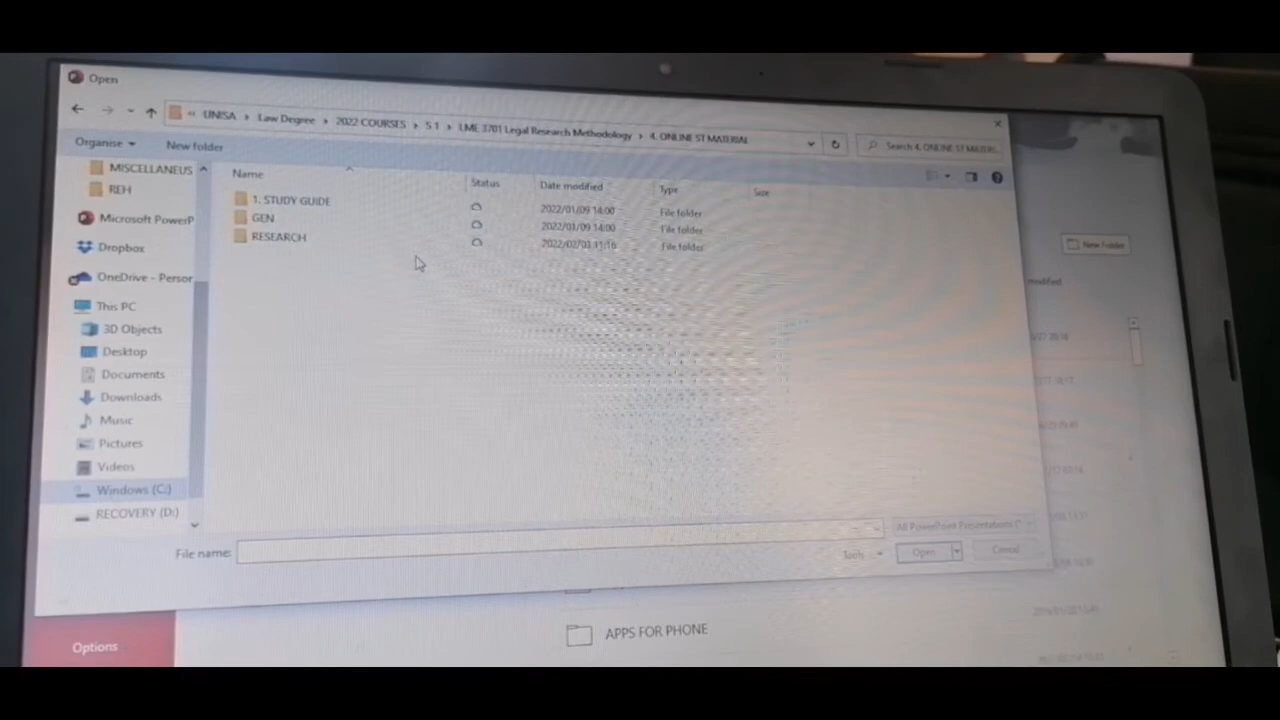 Open
« UNISA > Law Degree > 2022 COURSES > S 1 > LME 3701 Legal Research Methodology > 4. ONLINE ST MATERIAL
Search 4. ONLINE ST MATERI...
Organise
New folder
MISCELLANEUS
REH
Microsoft PowerP
Dropbox
OneDrive - Persor
This PC
3D Objects
Desktop
Documents
Downloads
Music
Pictures
Videos
Windows (C:)
RECOVERY (D:)
Name Status Date modified Type Size
1. STUDY GUIDE 2022/01/09 14:00 File folder
GEN 2022/01/09 14:00 File folder
RESEARCH 2022/02/03 11:16 File folder
New Folder
modified
File name:
All PowerPoint Presentations
Tools
Open
Cancel
APPS FOR PHONE
Options